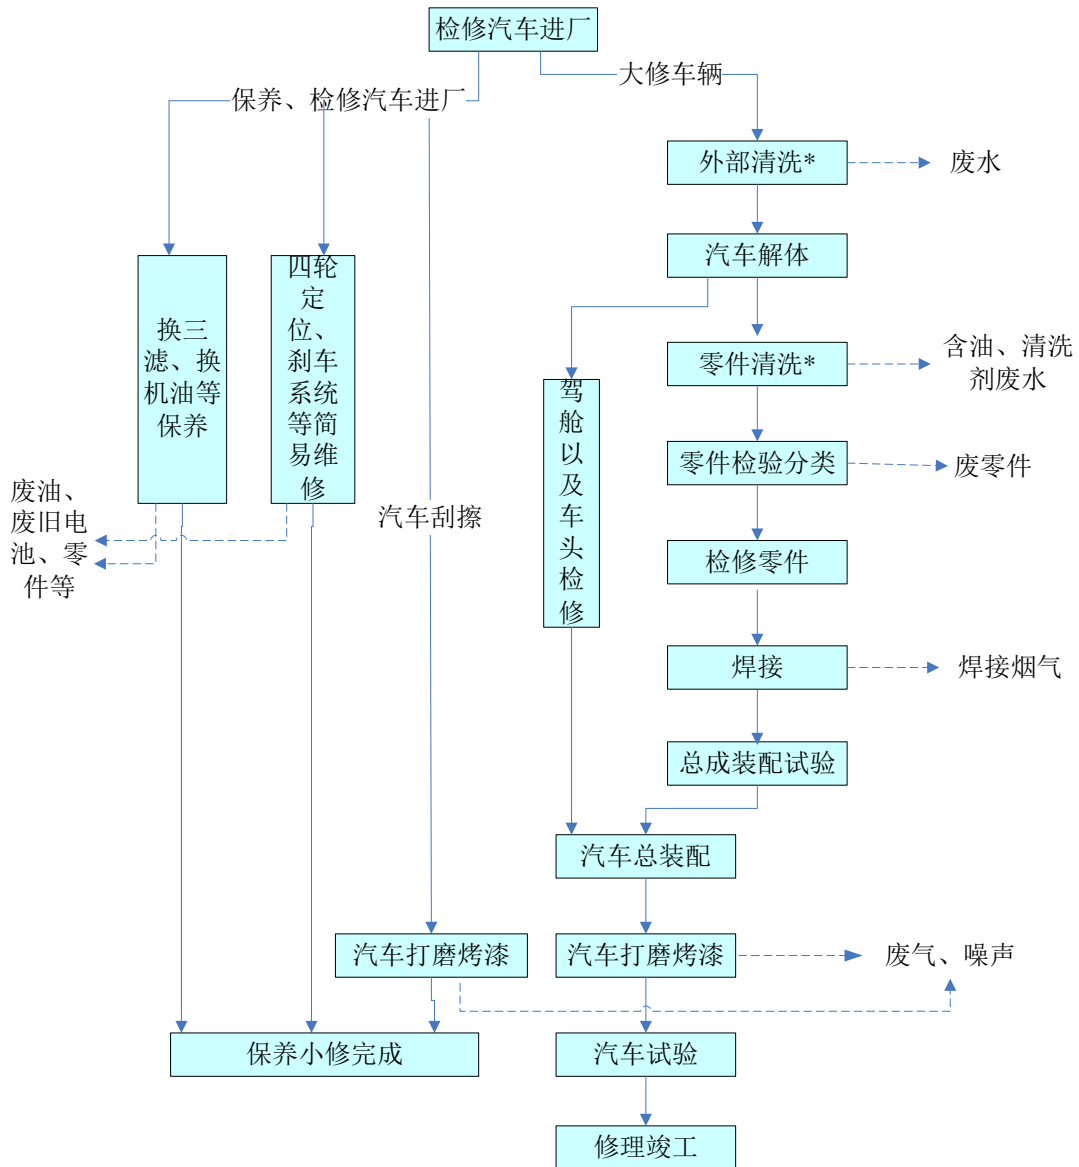 检修汽车进厂
大修车辆
保养、检修汽车进厂
外部清洗*
废水
汽车解体
换三
滤、换
机油等
保养
四轮
定
位、
刹车
系统
等简
易维
修
零件清洗*
含油、清洗
剂废水
驾
舱
以
及
车
头
检
修
零件检验分类
废零件
废油、
废旧电
池、零
件等
汽车刮擦
检修零件
焊接
焊接烟气
总成装配试验
汽车总装配
汽车打磨烤漆
汽车打磨烤漆
废气、噪声
保养小修完成
汽车试验
修理竣工